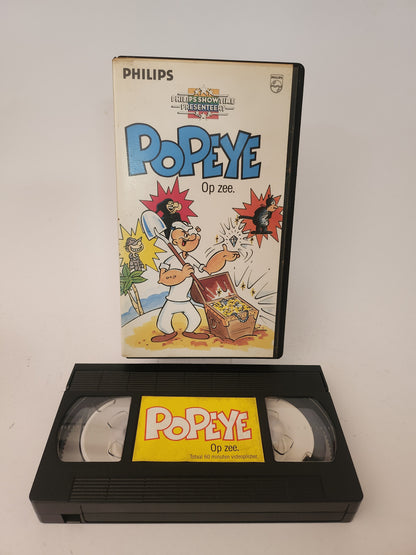 PHILIPS
PHILIPS SHOWTIME
PRESENTEERT
POPEYE
Op zee.
POPEYE
Op zee.
Totaal 60 minuten videoplezier